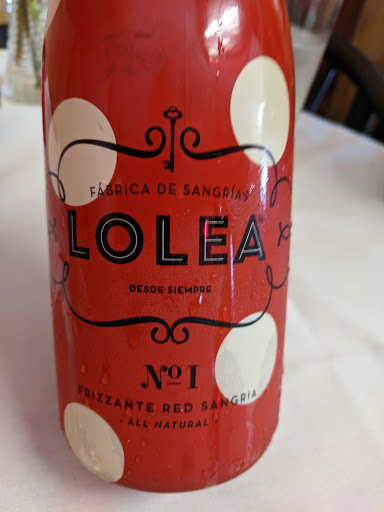 FÁBRICA DE SANGRÍAS
LOLEA
DESDE SIEMPRE
Nº1
FRIZZANTE RED SANGRIA
- ALL NATURAL -